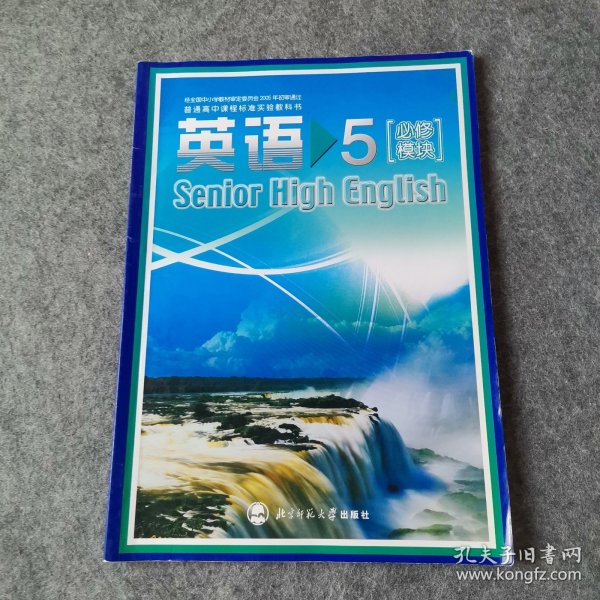 经全国中小学教材审定委员会2005年初审通过
普通高中课程标准实验教科书
英语 5 [必修模块]
Senior High English
北京师范大学出版社
孔夫子旧书网
www.kongfz.com